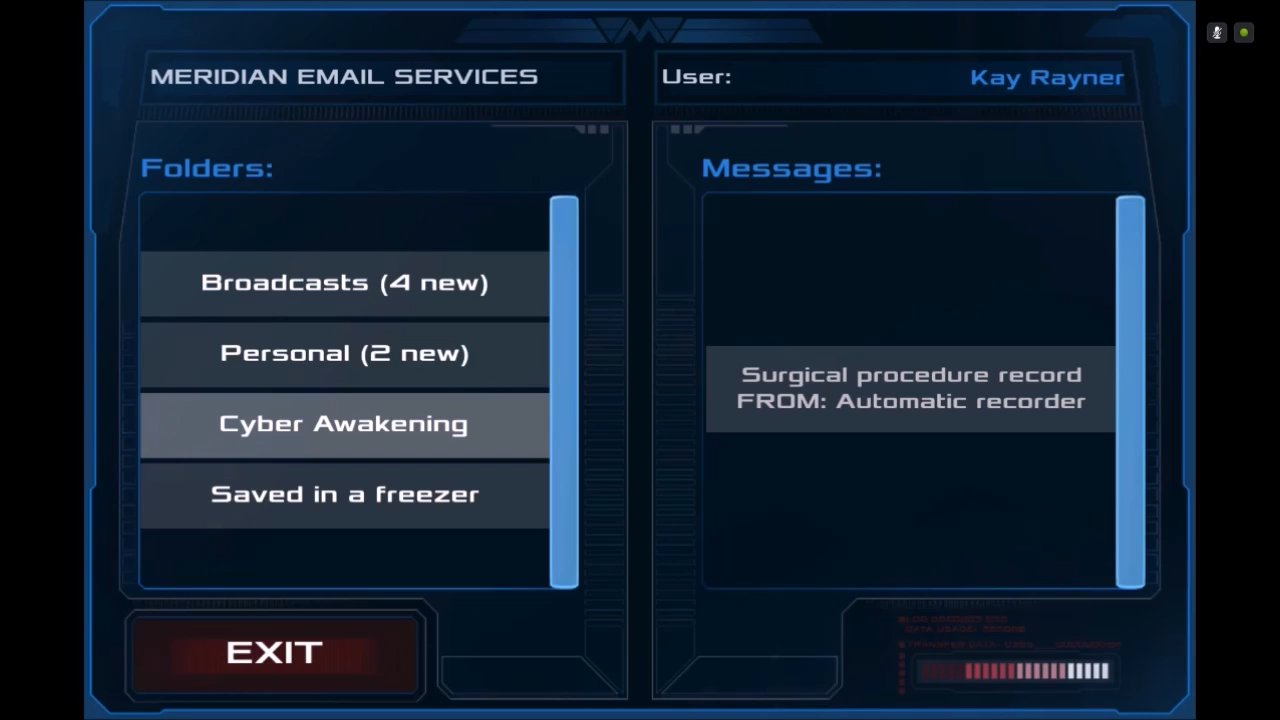 MERIDIAN EMAIL SERVICES
User: Kay Rayner
Folders:
Broadcasts (4 new)
Personal (2 new)
Cyber Awakening
Saved in a freezer
Messages:
Surgical procedure record
FROM: Automatic recorder
EXIT